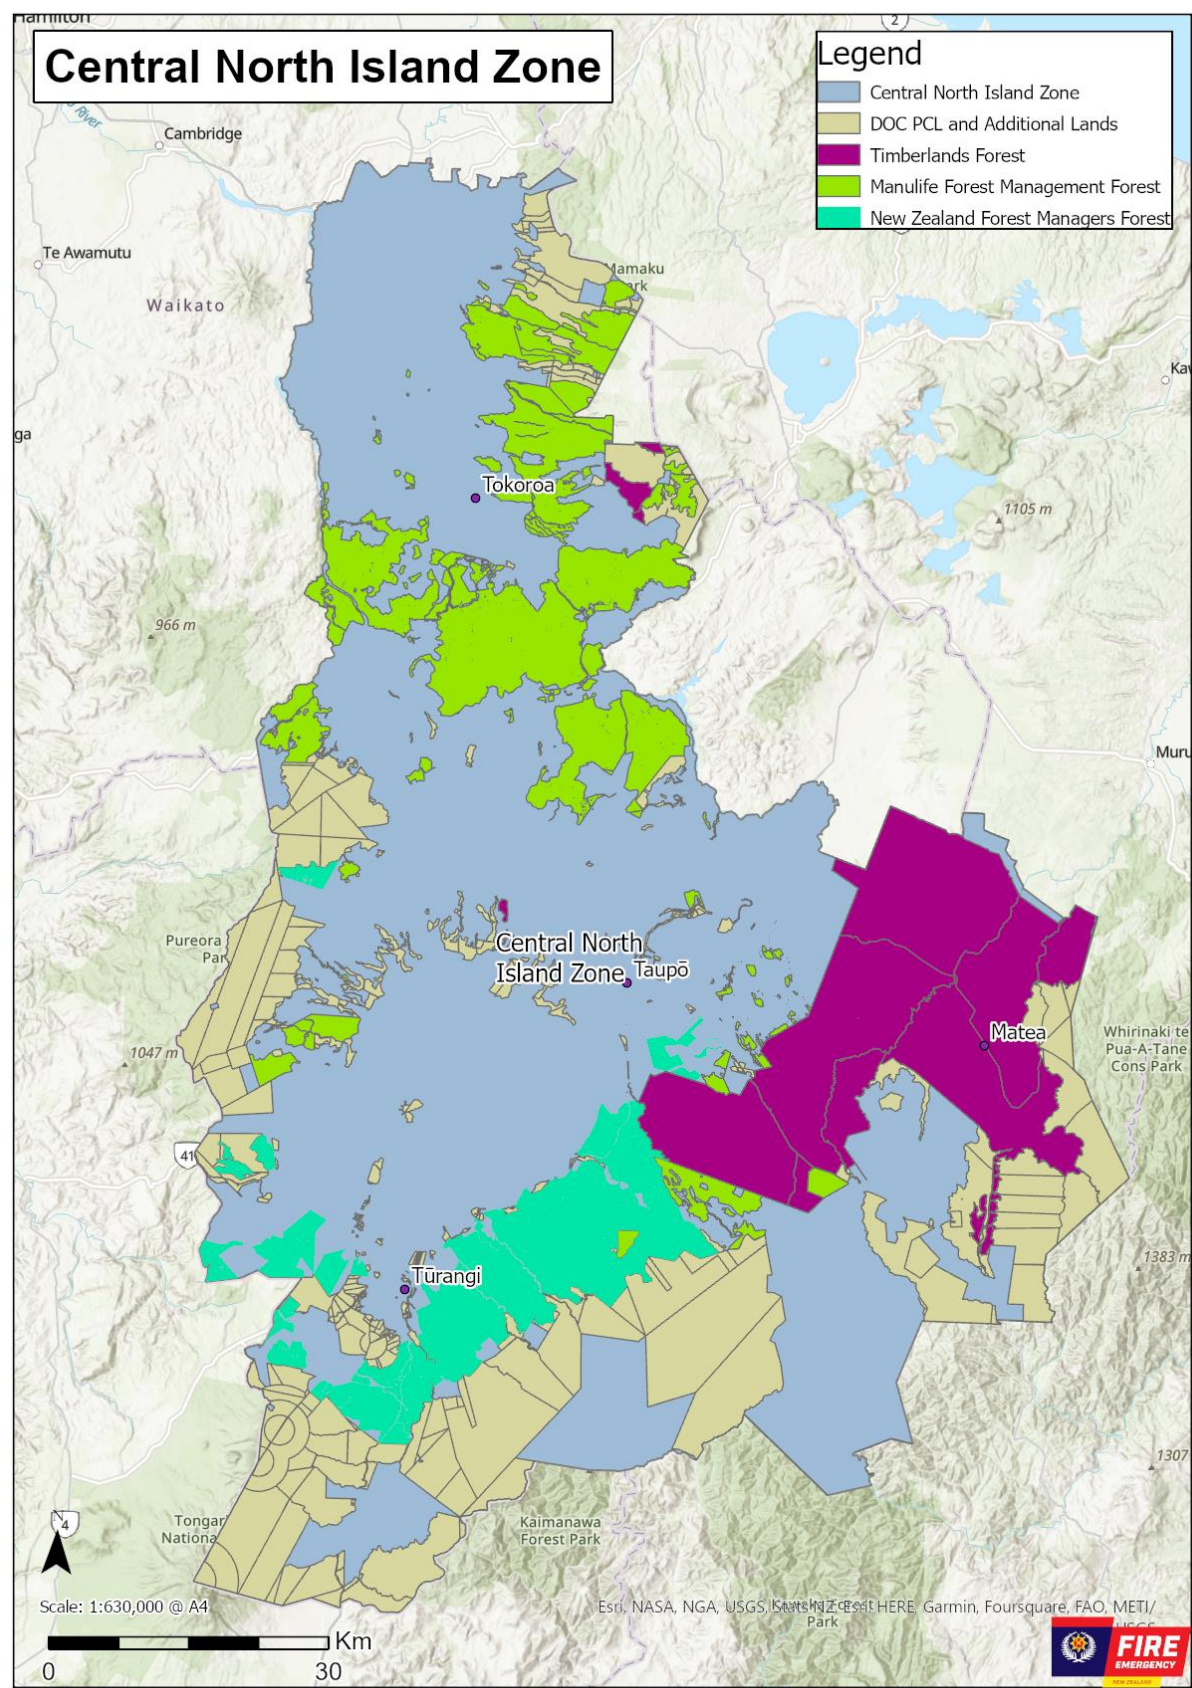 Hamilton
2
Central North Island Zone
Legend
Central North Island Zone
DOC PCL and Additional Lands
Timberlands Forest
Manulife Forest Management Forest
New Zealand Forest Managers Forest
River
Cambridge
Te Awamutu
Mamaku
Waikato
ga
Tokoroa
1105 m
966 m
Muru
Pureora
Par
Central North
Island Zone
Taupō
Matea
1047 m
Whirinaki te
Pua-A-Tane
Cons Park
41
1383 m
Tūrangi
1307
N
4
Tongar
Nationa
Kaimanawa
Forest Park
Scale: 1:630,000 @ A4
Esri, NASA, NGA, USGS, Stats NZ, Esri, HERE, Garmin, Foursquare, FAO, METI/
Park
USGS
Km
0
30
FIRE
EMERGENCY
NEW ZEALAND